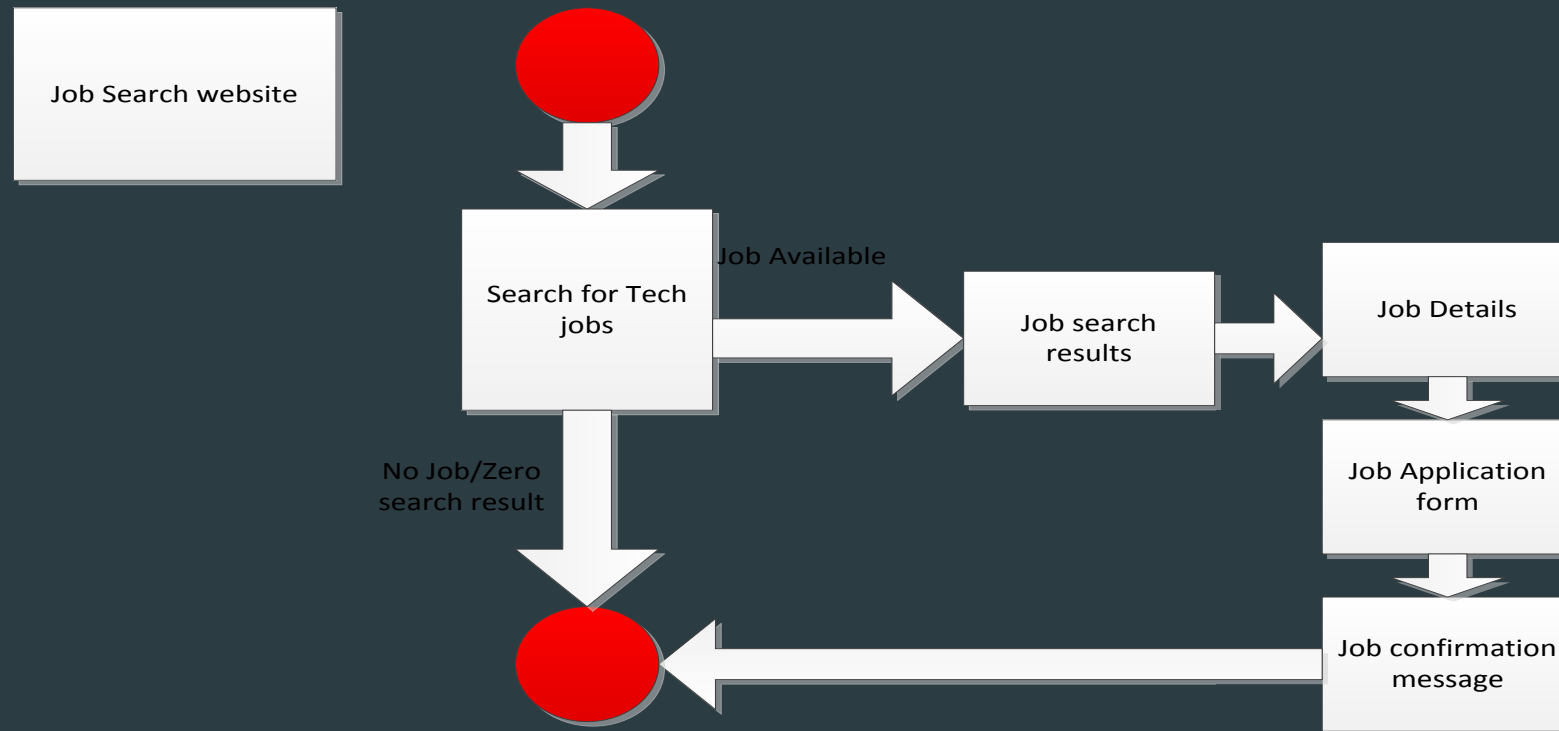 Job Search website
Search for Tech
jobs
Job Available
Job search
results
Job Details
No Job/Zero
search result
Job Application
form
Job confirmation
message